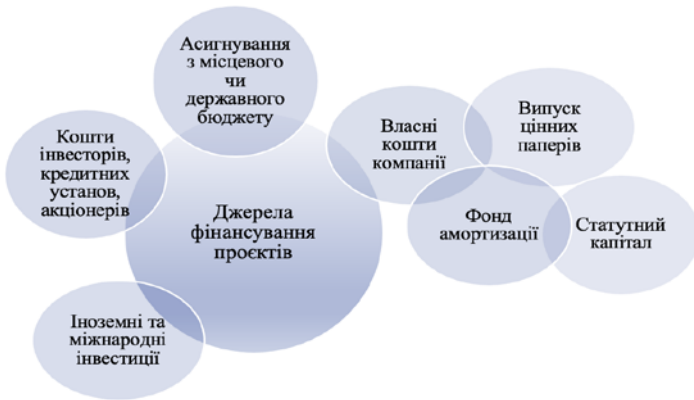 Асигнування
з місцевого
чи
державного
бюджету
Кошти
інвесторів,
кредитних
установ,
акціонерів
Джерела
фінансування
проєктів
Іноземні та
міжнародні
інвестиції
Власні
кошти
компанії
Випуск
цінних
паперів
Фонд
амортизації
Статутний
капітал